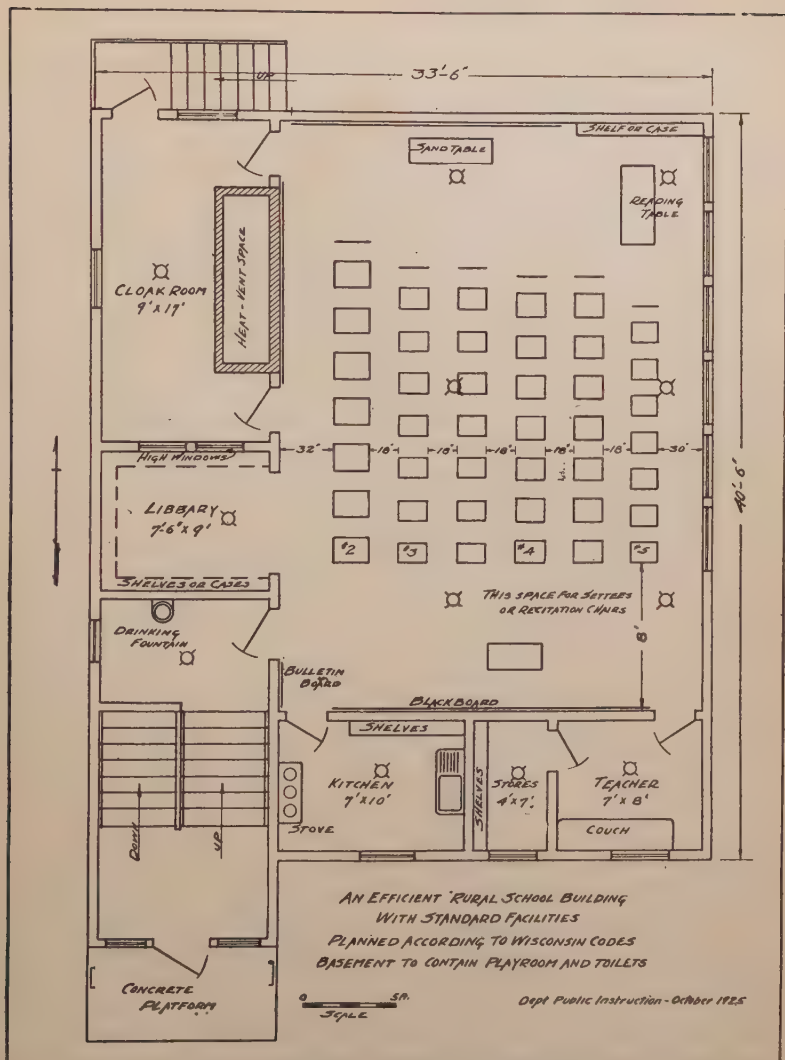 UP
33'-6"
SHELF OR CASE
SAND TABLE
READING
TABLE
HEAT-VENT SPACE
CLOAK ROOM
9' X 17'
HIGH WINDOWS
32"
18"
18"
18"
18"
18"
30"
40'-6"
LIBRARY
7'-6" X 9'
SHELVES OR CASES
#2
#3
#4
#5
THIS SPACE FOR SETTEES
OR RECITATION CHAIRS
8'
DRINKING
FOUNTAIN
BULLETIN
BOARD
BLACKBOARD
SHELVES
KITCHEN
7' X 10'
STOVE
SHELVES
STORES
4' X 7'
TEACHER
7' X 8'
COUCH
DOWN
UP
AN EFFICIENT RURAL SCHOOL BUILDING
WITH STANDARD FACILITIES
PLANNED ACCORDING TO WISCONSIN CODES
BASEMENT TO CONTAIN PLAYROOM AND TOILETS
CONCRETE
PLATFORM
0 5 FT.
SCALE
Dept Public Instruction - October 1925